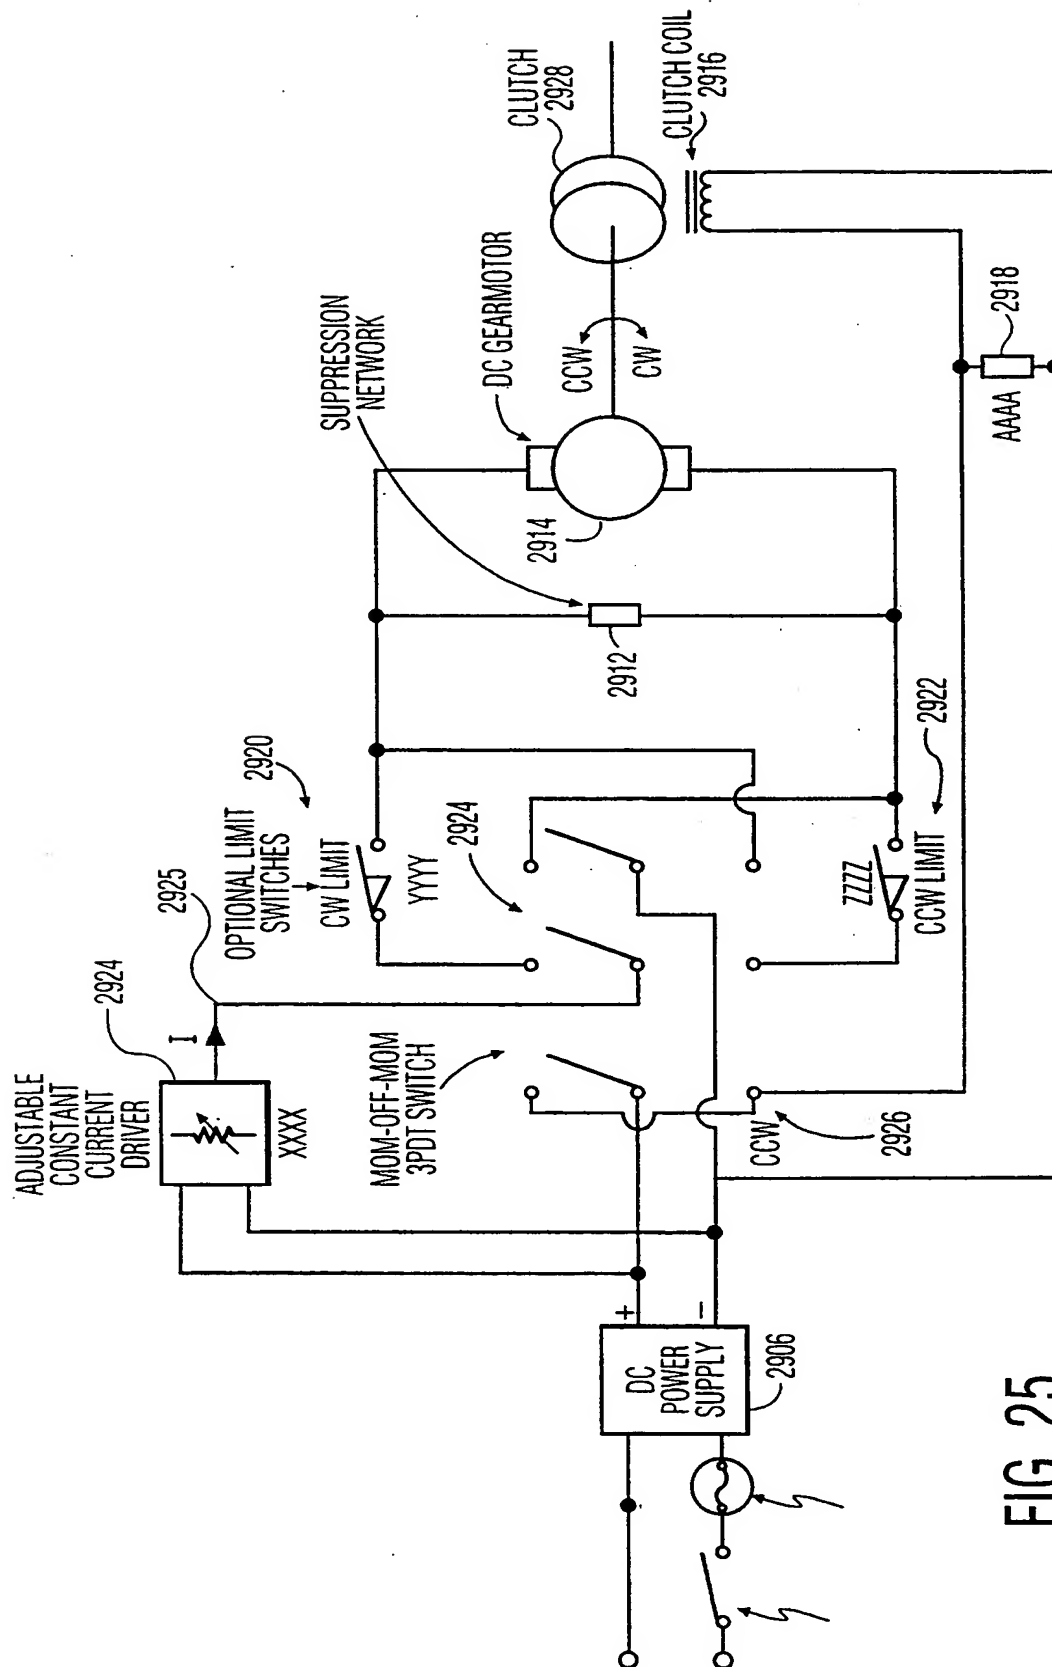 ADJUSTABLE
CONSTANT
CURRENT
DRIVER
XXXX
2924
I
2925
OPTIONAL LIMIT
SWITCHES
CW LIMIT
YYYY
2920
2924
MOM-OFF-MOM
3PDT SWITCH
SUPPRESSION
NETWORK
2912
DC GEARMOTOR
2914
CCW
CW
CLUTCH
2928
CLUTCH COIL
2916
2918
AAAA
ZZZZ
CCW LIMIT
2922
CCW
2926
+
−
DC
POWER
SUPPLY
2906
FIG 25